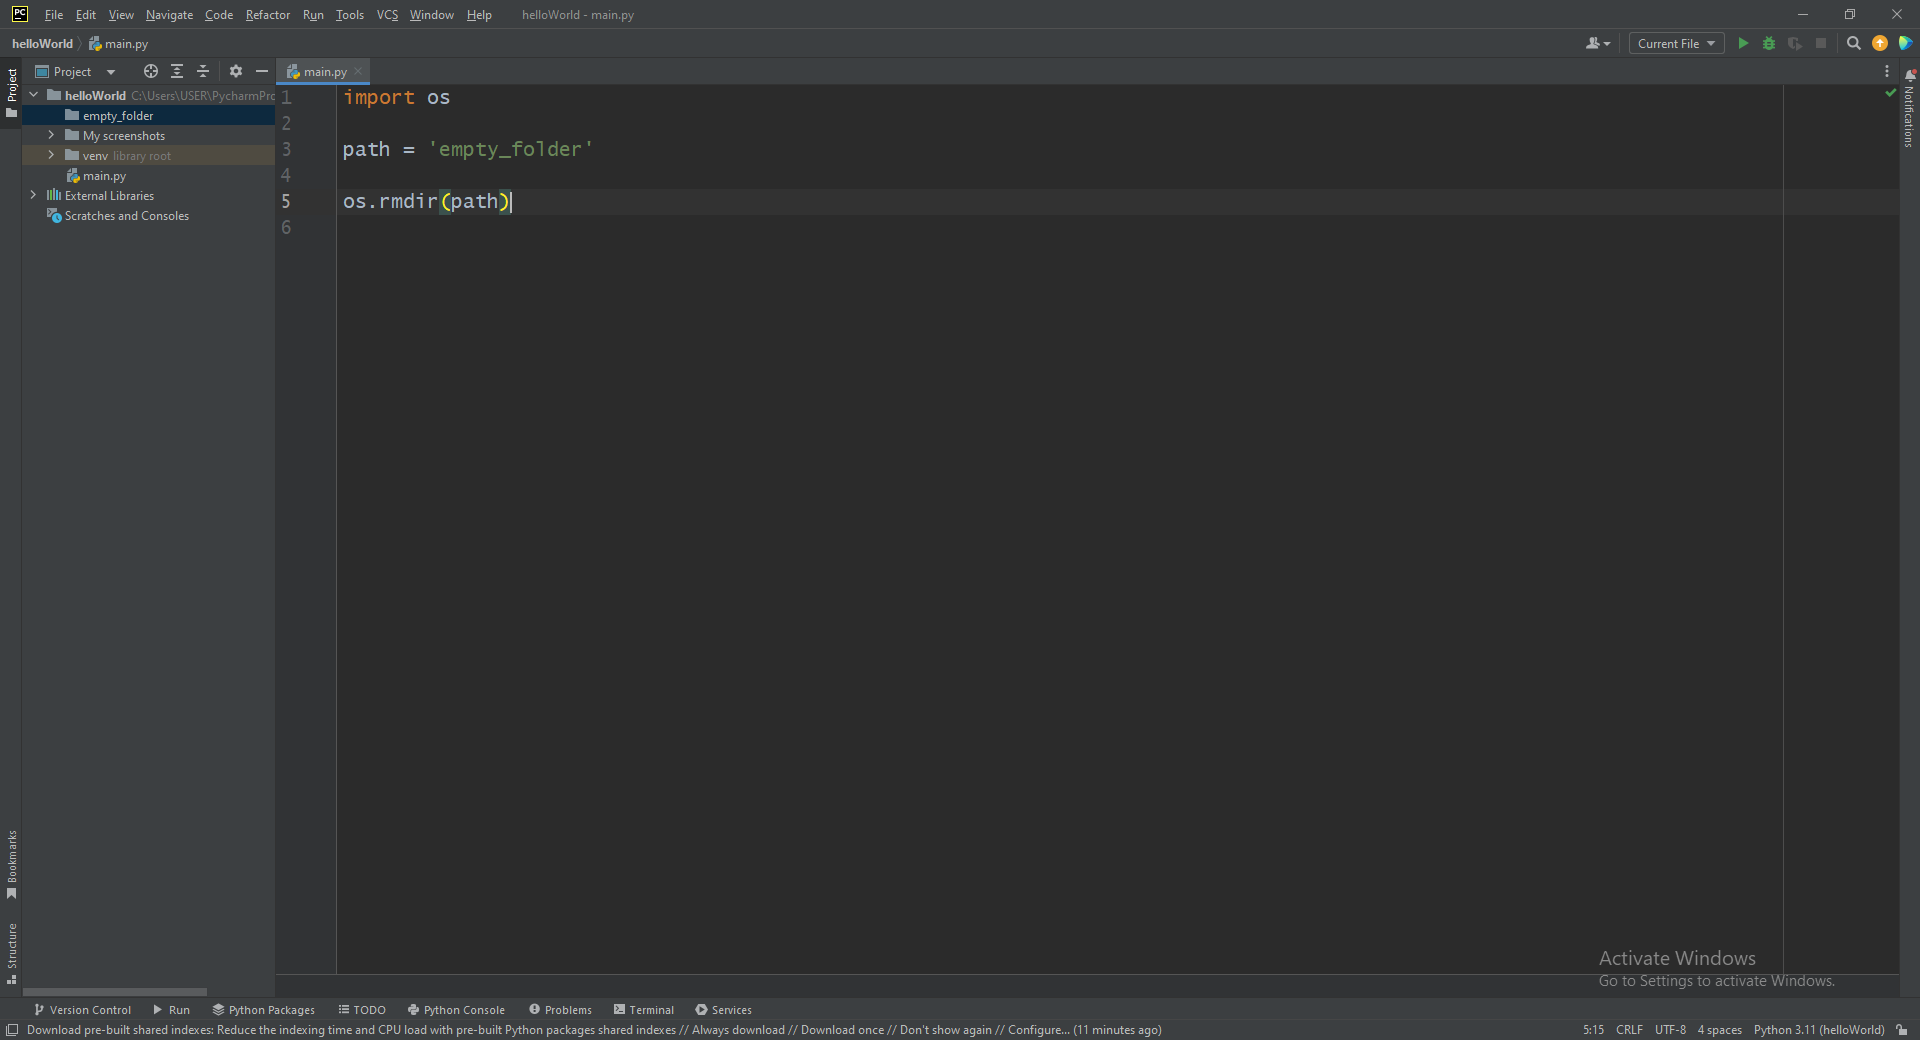 PC File Edit View Navigate Code Refactor Run Tools VCS Window Help helloWorld - main.py
helloWorld main.py Current File
Project main.py
Project
helloWorld C:\Users\USER\PycharmPro
empty_folder
My screenshots
venv library root
main.py
External Libraries
Scratches and Consoles
1 import os
2
3 path = 'empty_folder'
4
5 os.rmdir(path)
6
Notifications
Bookmarks
Structure
Activate Windows
Go to Settings to activate Windows.
Version Control Run Python Packages TODO Python Console Problems Terminal Services
Download pre-built shared indexes: Reduce the indexing time and CPU load with pre-built Python packages shared indexes // Always download // Download once // Don't show again // Configure... (11 minutes ago) 5:15 CRLF UTF-8 4 spaces Python 3.11 (helloWorld)